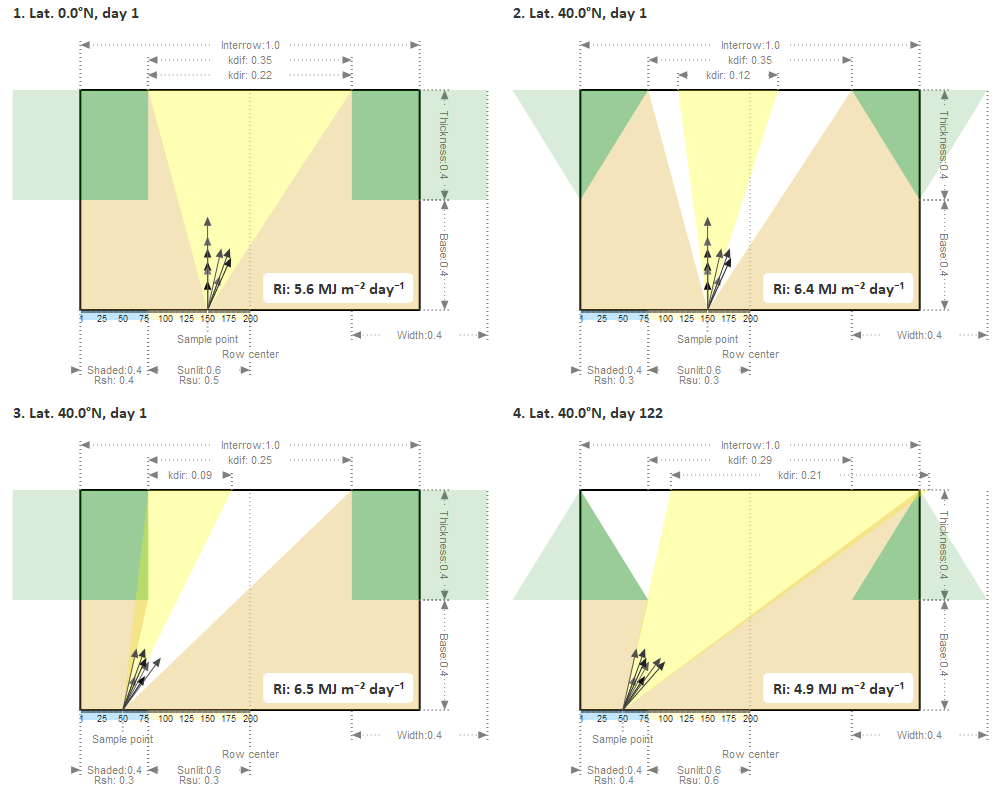 1. Lat. 0.0°N, day 1
Interrow:1.0
kdif: 0.35
kdir: 0.22
Thickness:0.4
Base:0.4
Ri: 5.6 MJ m⁻² day⁻¹
1 25 50 75 100 125 150 175 200
Sample point
Width:0.4
Row center
Shaded:0.4
Rsh: 0.4
Sunlit:0.6
Rsu: 0.5
2. Lat. 40.0°N, day 1
Interrow:1.0
kdif: 0.35
kdir: 0.12
Thickness:0.4
Base:0.4
Ri: 6.4 MJ m⁻² day⁻¹
1 25 50 75 100 125 150 175 200
Sample point
Width:0.4
Row center
Shaded:0.4
Rsh: 0.3
Sunlit:0.6
Rsu: 0.3
3. Lat. 40.0°N, day 1
Interrow:1.0
kdif: 0.25
kdir: 0.09
Thickness:0.4
Base:0.4
Ri: 6.5 MJ m⁻² day⁻¹
1 25 50 75 100 125 150 175 200
Sample point
Width:0.4
Row center
Shaded:0.4
Rsh: 0.3
Sunlit:0.6
Rsu: 0.3
4. Lat. 40.0°N, day 122
Interrow:1.0
kdif: 0.29
kdir: 0.21
Thickness:0.4
Base:0.4
Ri: 4.9 MJ m⁻² day⁻¹
1 25 50 75 100 125 150 175 200
Sample point
Width:0.4
Row center
Shaded:0.4
Rsh: 0.4
Sunlit:0.6
Rsu: 0.6